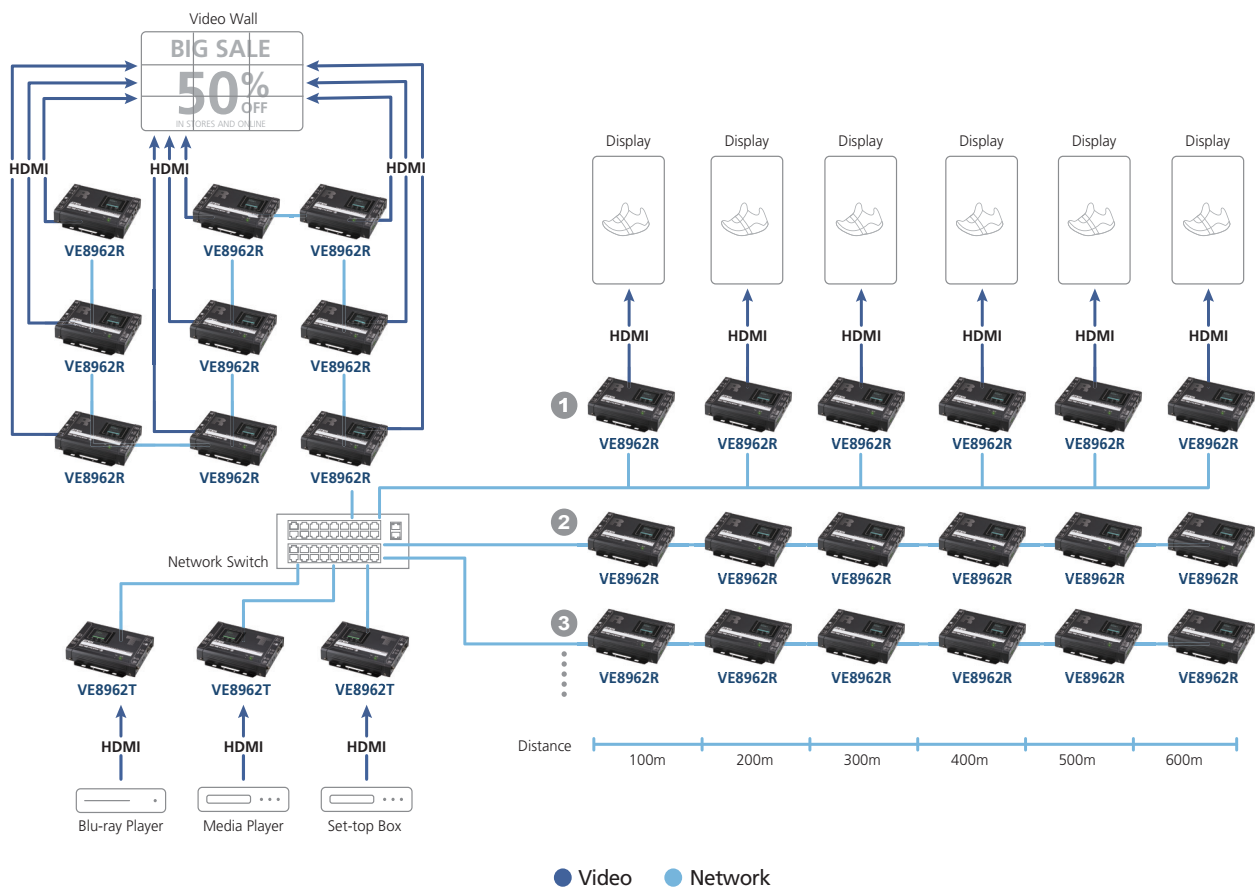 Video Wall
BIG SALE
50% OFF
IN STORES AND ONLINE
HDMI HDMI HDMI
VE8962R VE8962R VE8962R
VE8962R VE8962R VE8962R
VE8962R VE8962R VE8962R
Network Switch
VE8962T VE8962T VE8962T
HDMI HDMI HDMI
Blu-ray Player Media Player Set-top Box
Display Display Display Display Display Display
HDMI HDMI HDMI HDMI HDMI HDMI
1
VE8962R VE8962R VE8962R VE8962R VE8962R VE8962R
2
VE8962R VE8962R VE8962R VE8962R VE8962R VE8962R
3
VE8962R VE8962R VE8962R VE8962R VE8962R VE8962R
Distance 100m 200m 300m 400m 500m 600m
Video Network